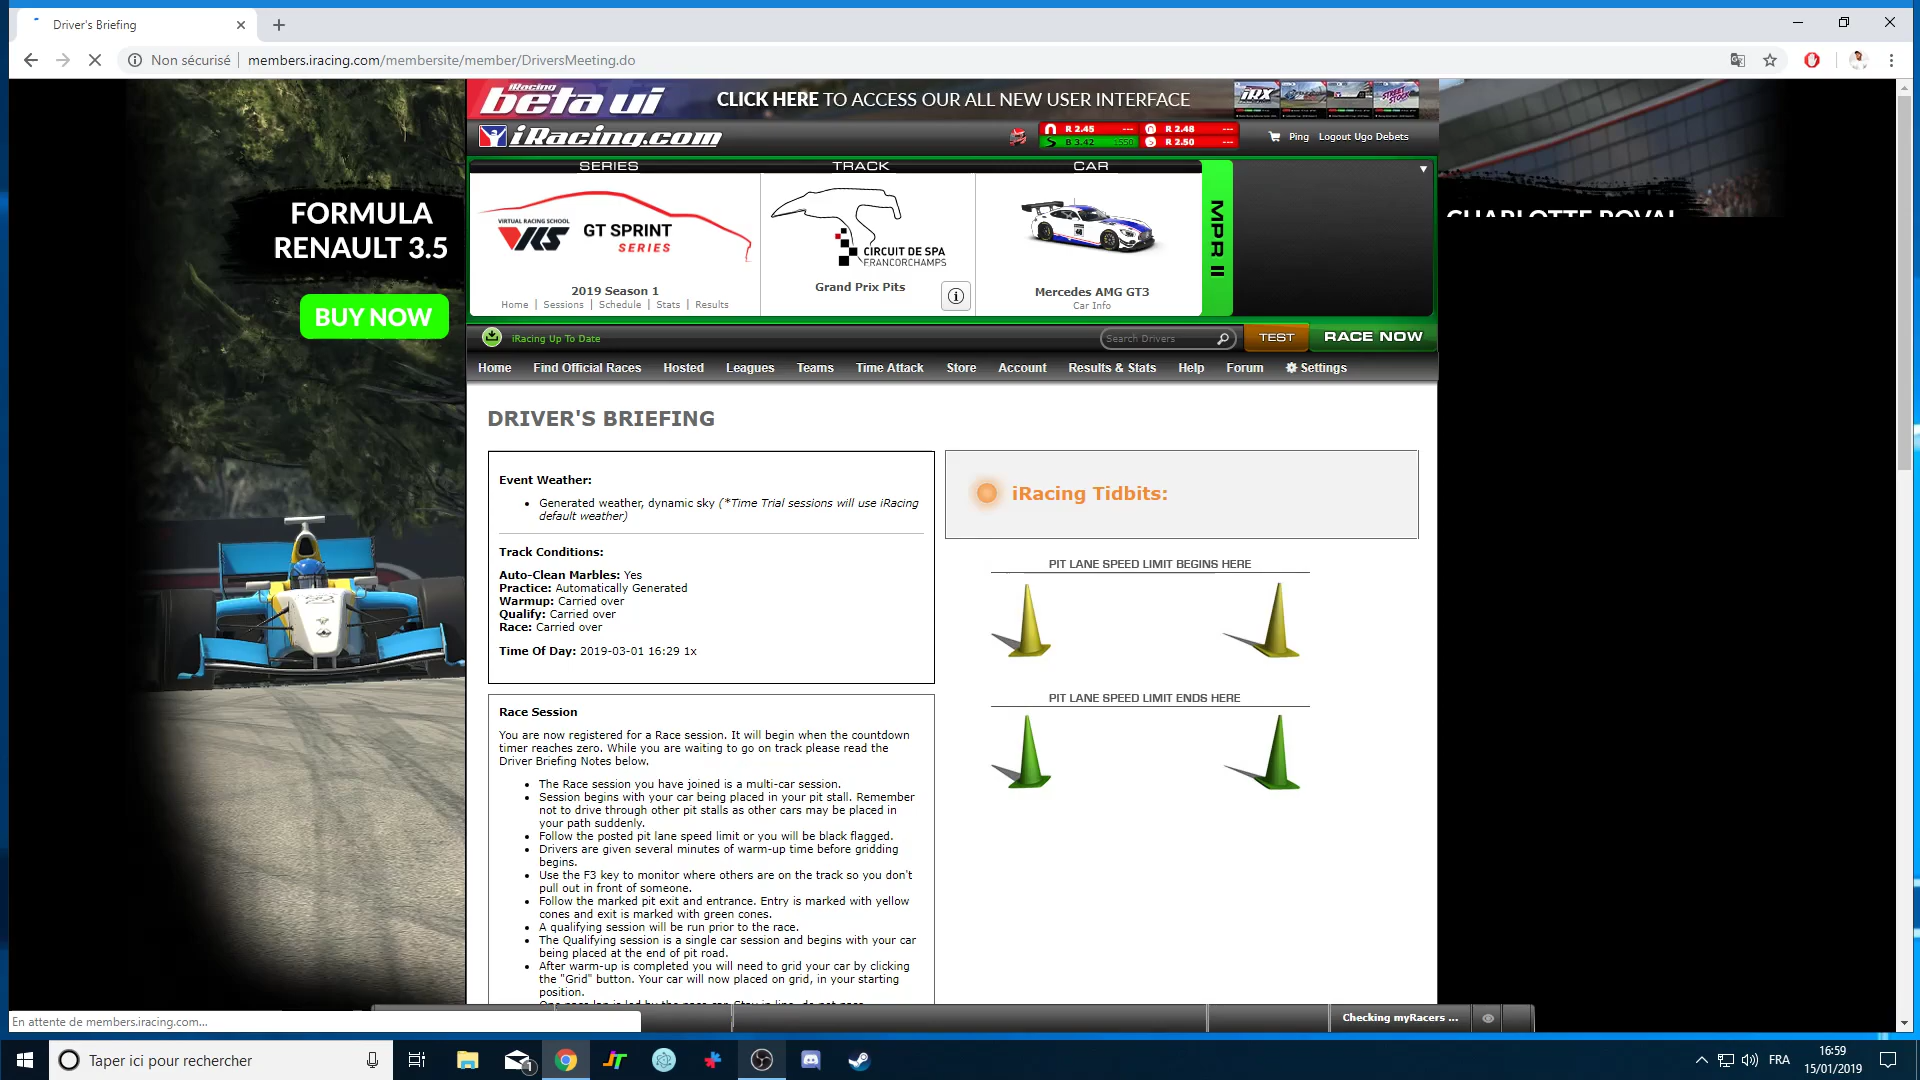 Driver's Briefing
Non sécurisé
members.iracing.com/membersite/member/DriversMeeting.do
iRacing
beta ui
CLICK HERE TO ACCESS OUR ALL NEW USER INTERFACE
iRX
STREET STOCK
iRacing.com
R 2.45 ---
R 2.48 ---
B 3.42 1550
R 2.50 ---
Ping
Logout Ugo Debets
SERIES
TRACK
CAR
VIRTUAL RACING SCHOOL
VRS
GT SPRINT
SERIES
2019 Season 1
Home | Sessions | Schedule | Stats | Results
CIRCUIT DE SPA
FRANCORCHAMPS
Grand Prix Pits
Mercedes AMG GT3
Car Info
MPR II
FORMULA
RENAULT 3.5
BUY NOW
CHARLOTTE ROVAL
iRacing Up To Date
Search Drivers
TEST
RACE NOW
Home
Find Official Races
Hosted
Leagues
Teams
Time Attack
Store
Account
Results & Stats
Help
Forum
Settings
DRIVER'S BRIEFING
Event Weather:
• Generated weather, dynamic sky (*Time Trial sessions will use iRacing
default weather)
Track Conditions:
Auto-Clean Marbles: Yes
Practice: Automatically Generated
Warmup: Carried over
Qualify: Carried over
Race: Carried over
Time Of Day: 2019-03-01 16:29 1x
iRacing Tidbits:
PIT LANE SPEED LIMIT BEGINS HERE
PIT LANE SPEED LIMIT ENDS HERE
Race Session
You are now registered for a Race session. It will begin when the countdown
timer reaches zero. While you are waiting to go on track please read the
Driver Briefing Notes below.
• The Race session you have joined is a multi-car session.
• Session begins with your car being placed in your pit stall. Remember
not to drive through other pit stalls as other cars may be placed in
your path suddenly.
• Follow the posted pit lane speed limit or you will be black flagged.
• Drivers are given several minutes of warm-up time before gridding
begins.
• Use the F3 key to monitor where others are on the track so you don't
pull out in front of someone.
• Follow the marked pit exit and entrance. Entry is marked with yellow
cones and exit is marked with green cones.
• A qualifying session will be run prior to the race.
• The Qualifying session is a single car session and begins with your car
being placed at the end of pit road.
• After warm-up is completed you will need to grid your car by clicking
the "Grid" button. Your car will now placed on grid, in your starting
position.
En attente de members.iracing.com...
Checking myRacers ...
Taper ici pour rechercher
1
FRA
16:59
15/01/2019